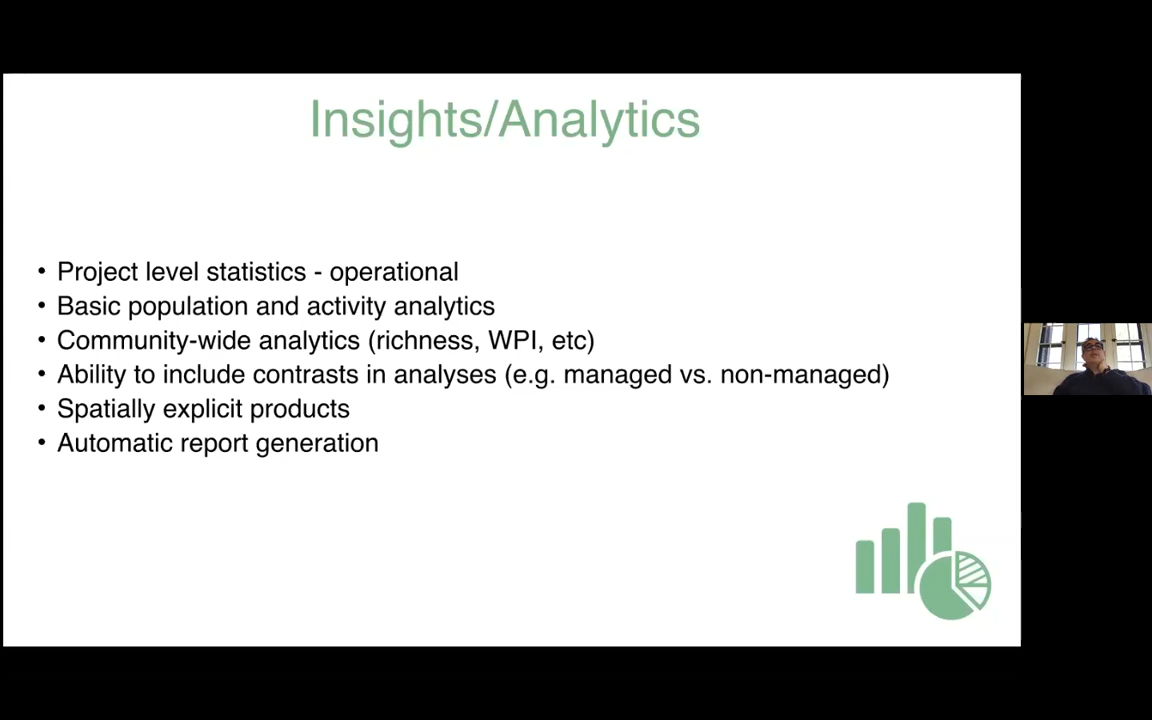 Insights/Analytics
• Project level statistics - operational
• Basic population and activity analytics
• Community-wide analytics (richness, WPI, etc)
• Ability to include contrasts in analyses (e.g. managed vs. non-managed)
• Spatially explicit products
• Automatic report generation